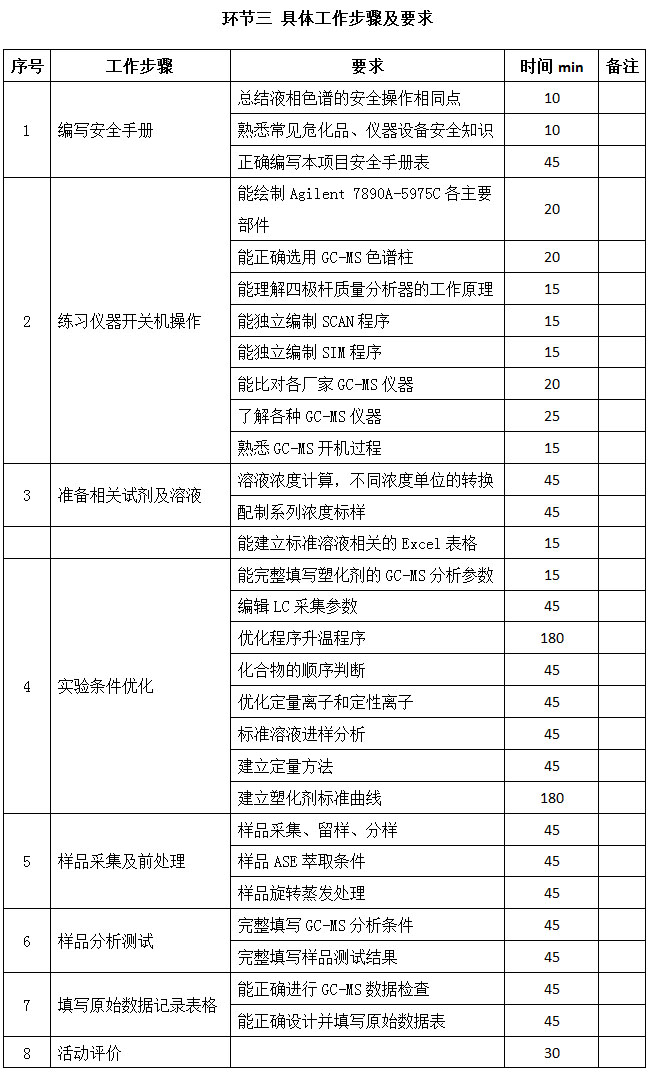 环节三 具体工作步骤及要求
序号 工作步骤 要求 时间 min 备注
1 编写安全手册 总结液相色谱的安全操作相同点 10
熟悉常见危化品、仪器设备安全知识 10
正确编写本项目安全手册表 45
2 练习仪器开关机操作 能绘制 Agilent 7890A-5975C 各主要
部件 20
能正确选用 GC-MS 色谱柱 20
能理解四极杆质量分析器的工作原理 15
能独立编制 SCAN 程序 15
能独立编制 SIM 程序 15
能比对各厂家 GC-MS 仪器 20
了解各种 GC-MS 仪器 25
熟悉 GC-MS 开机过程 15
3 准备相关试剂及溶液 溶液浓度计算，不同浓度单位的转换 45
配制系列浓度标样 45
能建立标准溶液相关的 Excel 表格 15
4 实验条件优化 能完整填写塑化剂的 GC-MS 分析参数 15
编辑 LC 采集参数 45
优化程序升温程序 180
化合物的顺序判断 45
优化定量离子和定性离子 45
标准溶液进样分析 45
建立定量方法 45
建立塑化剂标准曲线 180
5 样品采集及前处理 样品采集、留样、分样 45
样品 ASE 萃取条件 45
样品旋转蒸发处理 45
6 样品分析测试 完整填写 GC-MS 分析条件 45
完整填写样品测试结果 45
7 填写原始数据记录表格 能正确进行 GC-MS 数据检查 45
能正确设计并填写原始数据表 45
8 活动评价 30